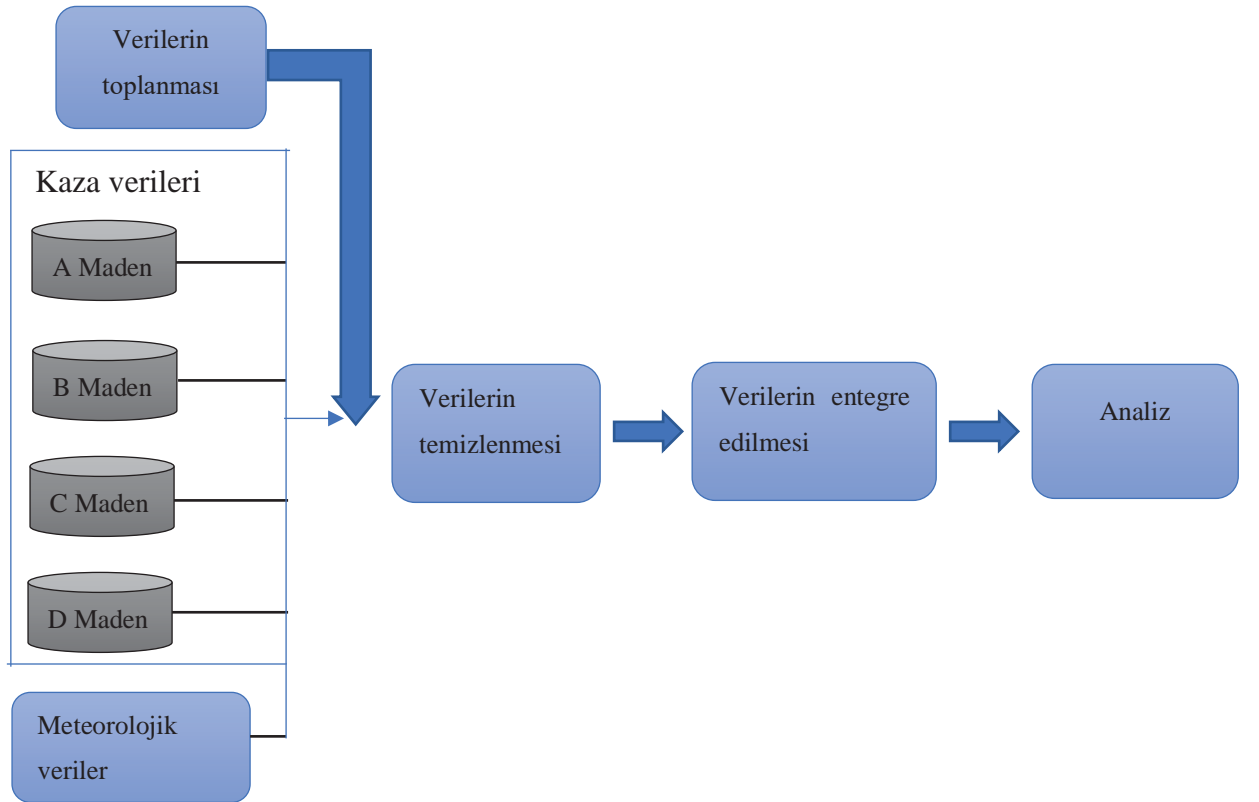 Verilerin
toplanması
Kaza verileri
A Maden
B Maden
C Maden
D Maden
Meteorolojik
veriler
Verilerin
temizlenmesi
Verilerin entegre
edilmesi
Analiz